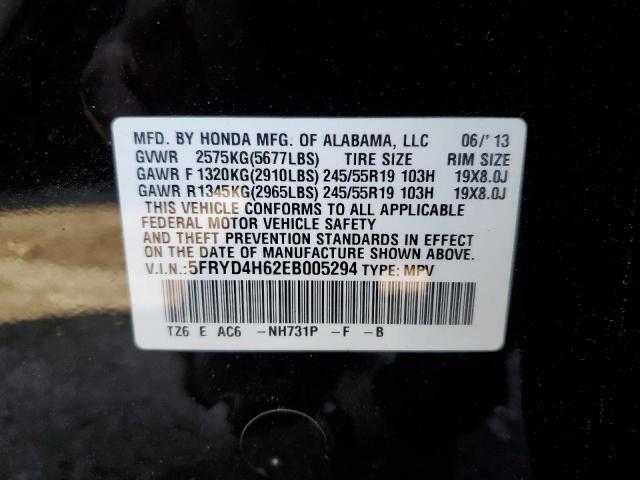 MFD. BY HONDA MFG. OF ALABAMA, LLC 06/'13
GVWR 2575KG(5677LBS) TIRE SIZE RIM SIZE
GAWR F 1320KG(2910LBS) 245/55R19 103H 19X8.0J
GAWR R1345KG(2965LBS) 245/55R19 103H 19X8.0J
THIS VEHICLE CONFORMS TO ALL APPLICABLE
FEDERAL MOTOR VEHICLE SAFETY
AND THEFT PREVENTION STANDARDS IN EFFECT
ON THE DATE OF MANUFACTURE SHOWN ABOVE.
V.I.N.:5FRYD4H62EB005294 TYPE: MPV
TZ6 E AC6 -NH731P -F -B